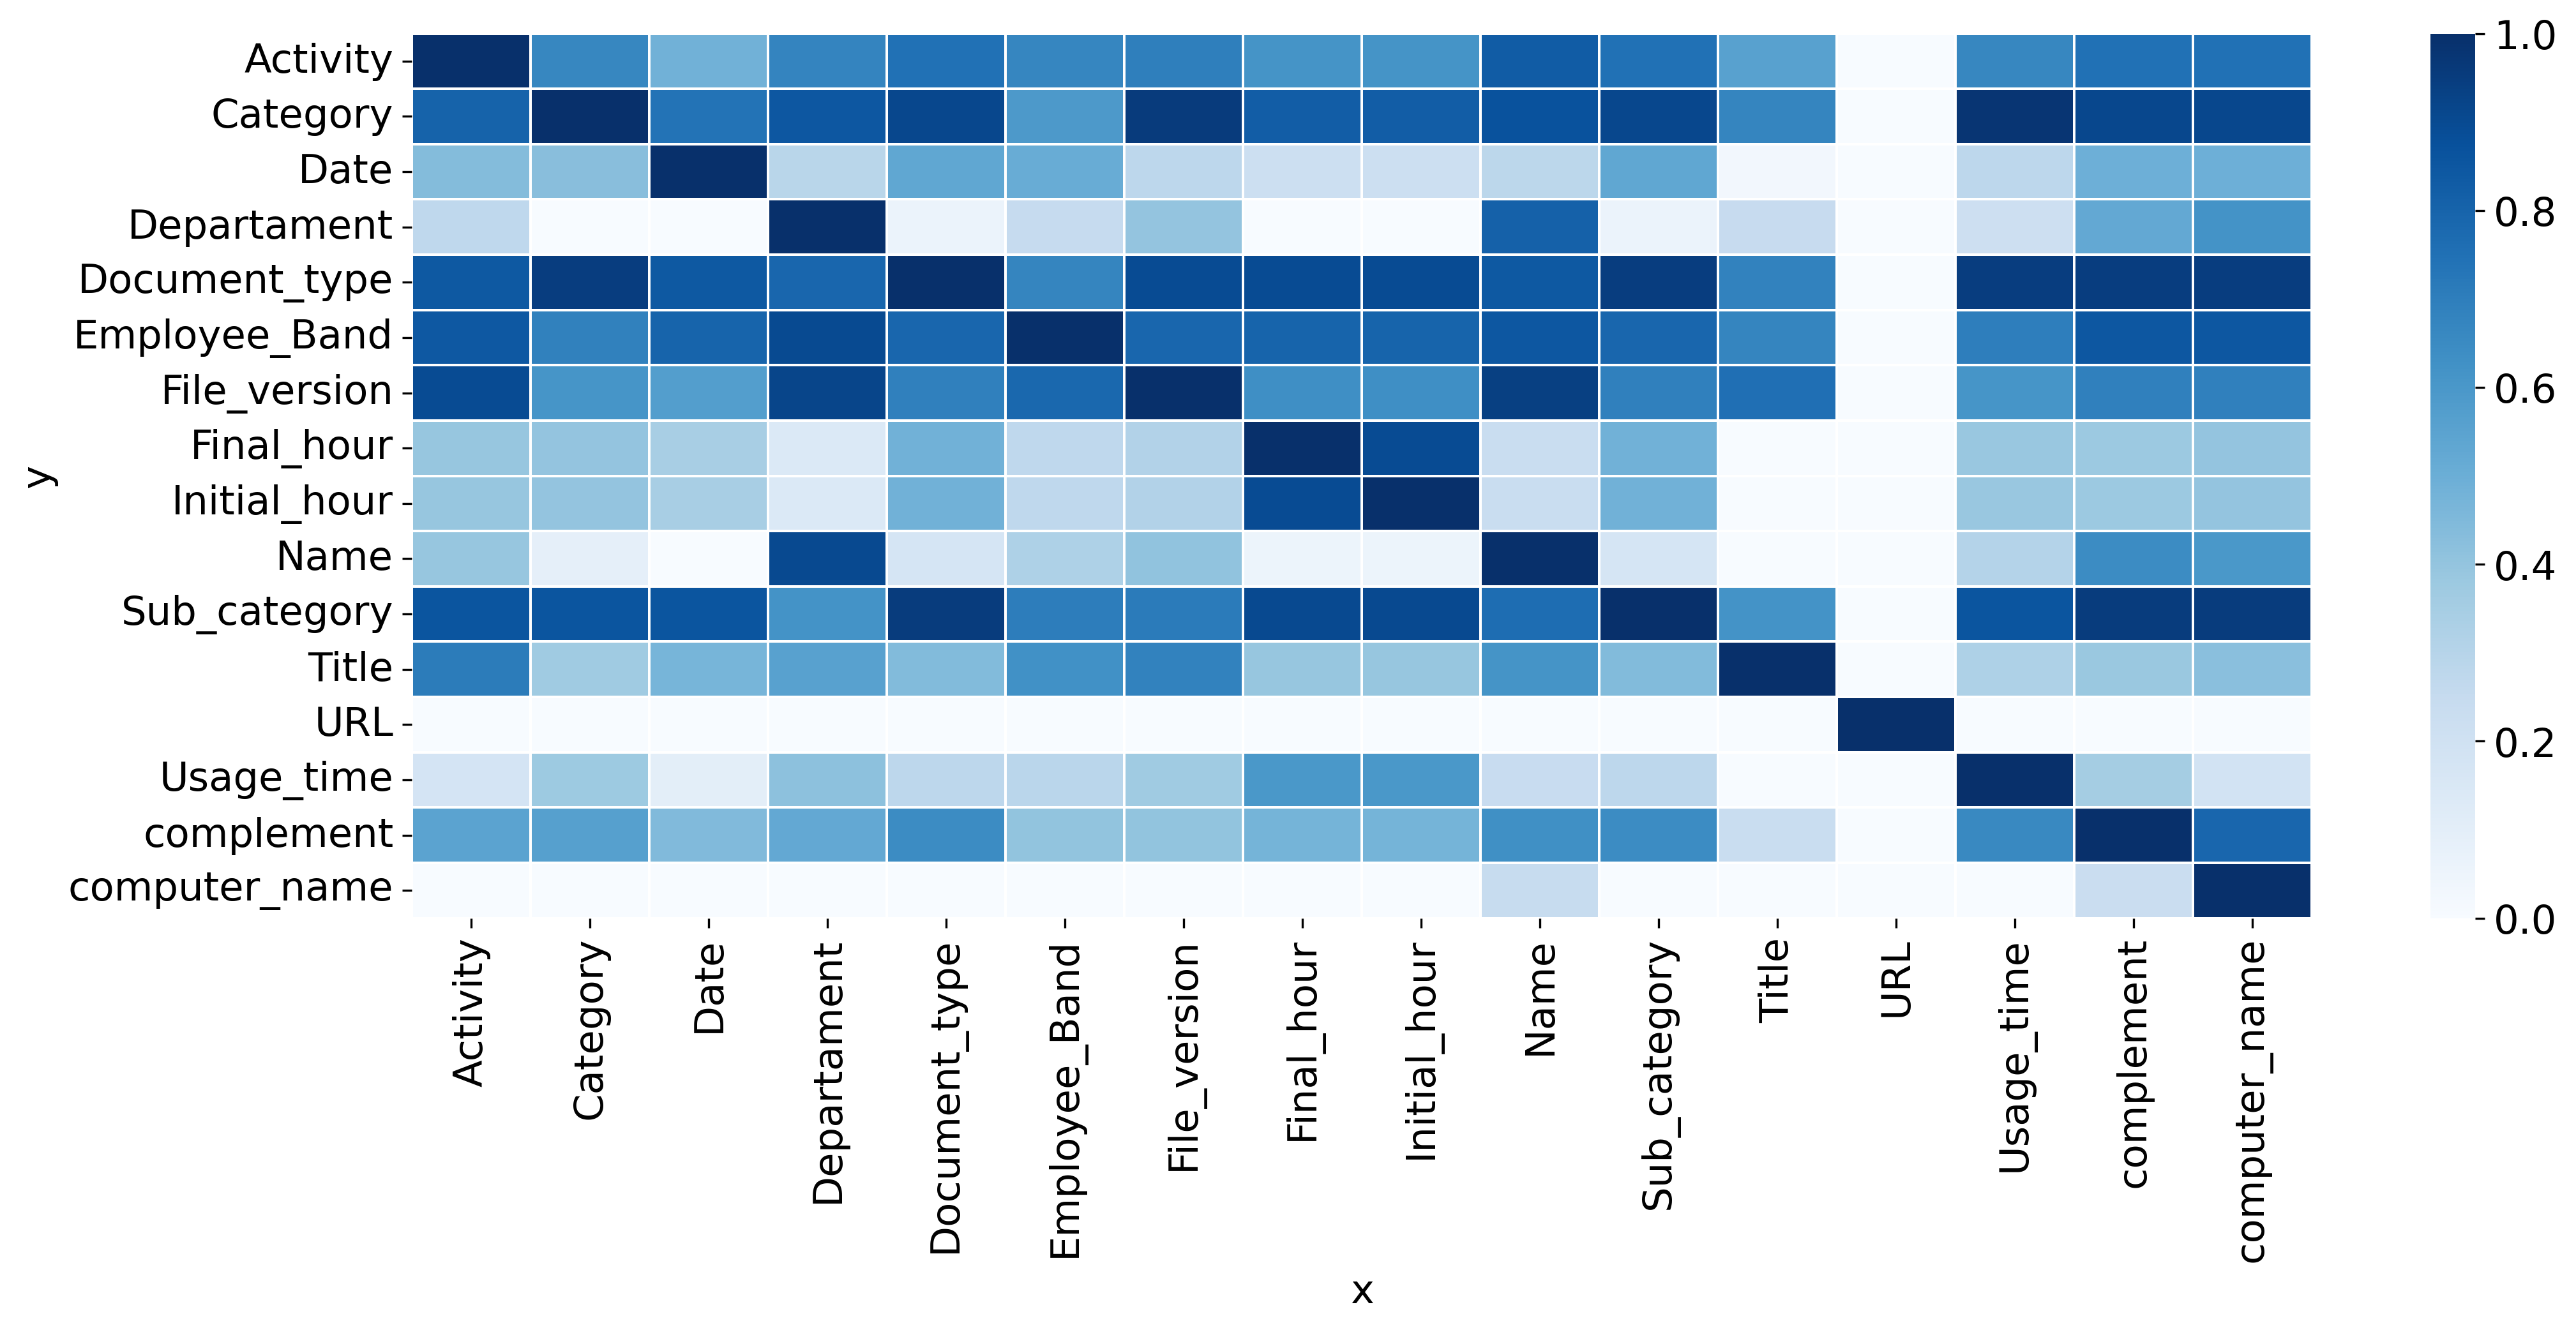 y
Activity
Category
Date
Departament
Document_type
Employee_Band
File_version
Final_hour
Initial_hour
Name
Sub_category
Title
URL
Usage_time
complement
computer_name
Activity
Category
Date
Departament
Document_type
Employee_Band
File_version
Final_hour
Initial_hour
Name
Sub_category
Title
URL
Usage_time
complement
computer_name
x
1.0
0.8
0.6
0.4
0.2
0.0